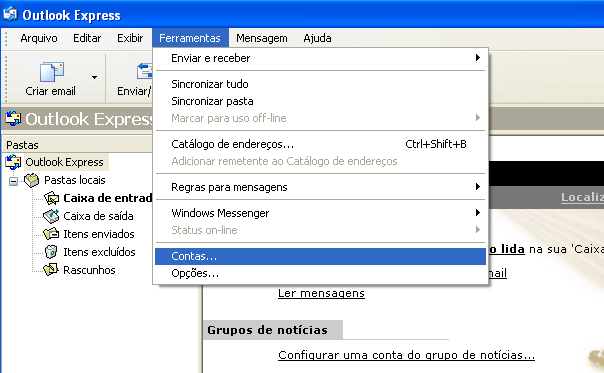 Outlook Express
Arquivo Editar Exibir Ferramentas Mensagem Ajuda
Criar email Enviar/
Outlook Express
Pastas
Outlook Express
Pastas locais
Caixa de entrad
Caixa de saída
Itens enviados
Itens excluídos
Rascunhos
Enviar e receber
Sincronizar tudo
Sincronizar pasta
Marcar para uso off-line
Catálogo de endereços... Ctrl+Shift+B
Adicionar remetente ao Catálogo de endereços
Regras para mensagens
Windows Messenger
Status on-line
Contas...
Opções...
Localiz
o lida na sua 'Caixa
mail
Ler mensagens
Grupos de notícias
Configurar uma conta do grupo de notícias...